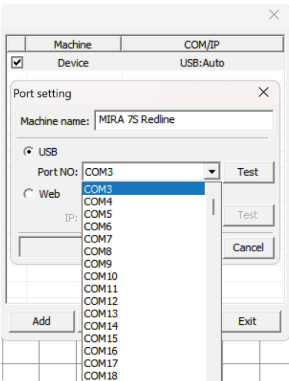 Machine COM/IP
Device USB:Auto
Port setting
Machine name: MIRA 7S Redline
USB
Port NO: COM3 Test
Web COM3
COM4
IP: COM5 Test
COM6
COM7
COM8 Cancel
COM9
COM10
COM11
COM12
COM13
Add COM14 Exit
COM15
COM16
COM17
COM18